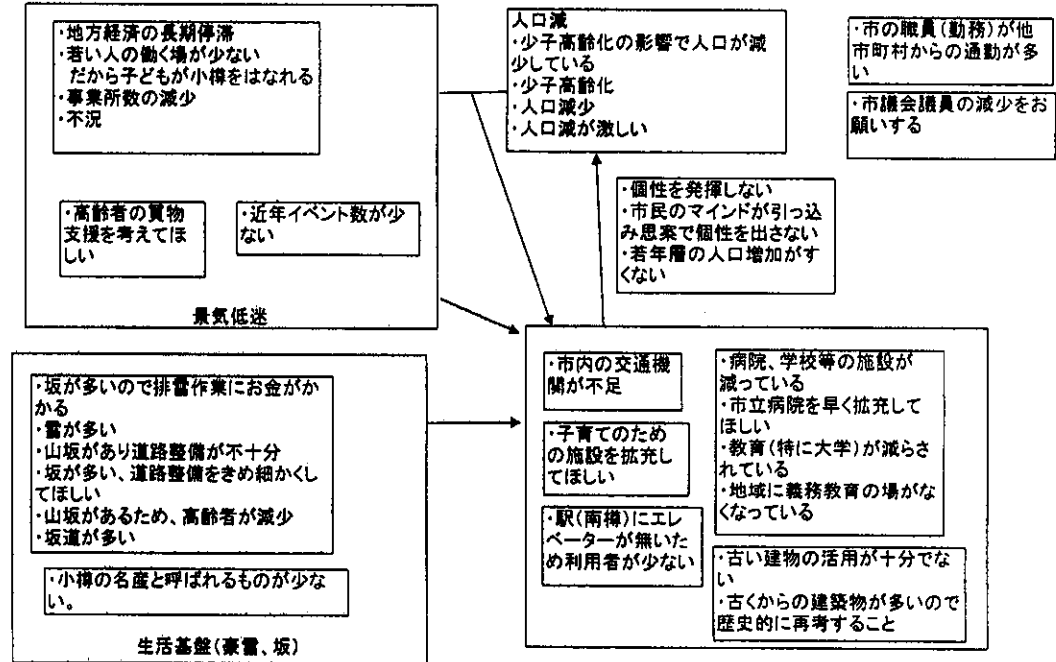 ・地方経済の長期停滞
・若い人の働く場が少ない
だから子どもが小樽をはなれる
・事業所数の減少
・不況
・高齢者の買物
支援を考えてほ
しい
・近年イベント数が少
ない
景気低迷
人口減
・少子高齢化の影響で人口が減
少している
・少子高齢化
・人口減少
・人口減が激しい
・市の職員(勤務)が他
市町村からの通勤が多
い
・市議会議員の減少をお
願いする
・個性を発揮しない
・市民のマインドが引っ込
み思案で個性を出さない
・若年層の人口増加がす
くない
・坂が多いので排雪作業にお金がか
かる
・雪が多い
・山坂があり道路整備が不十分
・坂が多い、道路整備をきめ細かくし
てほしい
・山坂があるため、高齢者が減少
・坂道が多い
・小樽の名産と呼ばれるものが少な
い。
生活基盤(豪雪、坂)
・市内の交通機
関が不足
・子育てのため
の施設を拡充し
てほしい
・駅(南樽)にエレ
ベーターが無いた
め利用者が少ない
・病院、学校等の施設が
減っている
・市立病院を早く拡充して
ほしい
・教育(特に大学)が減らさ
れている
・地域に義務教育の場がな
くなっている
・古い建物の活用が十分でな
い
・古くからの建築物が多いので
歴史的に再考すること